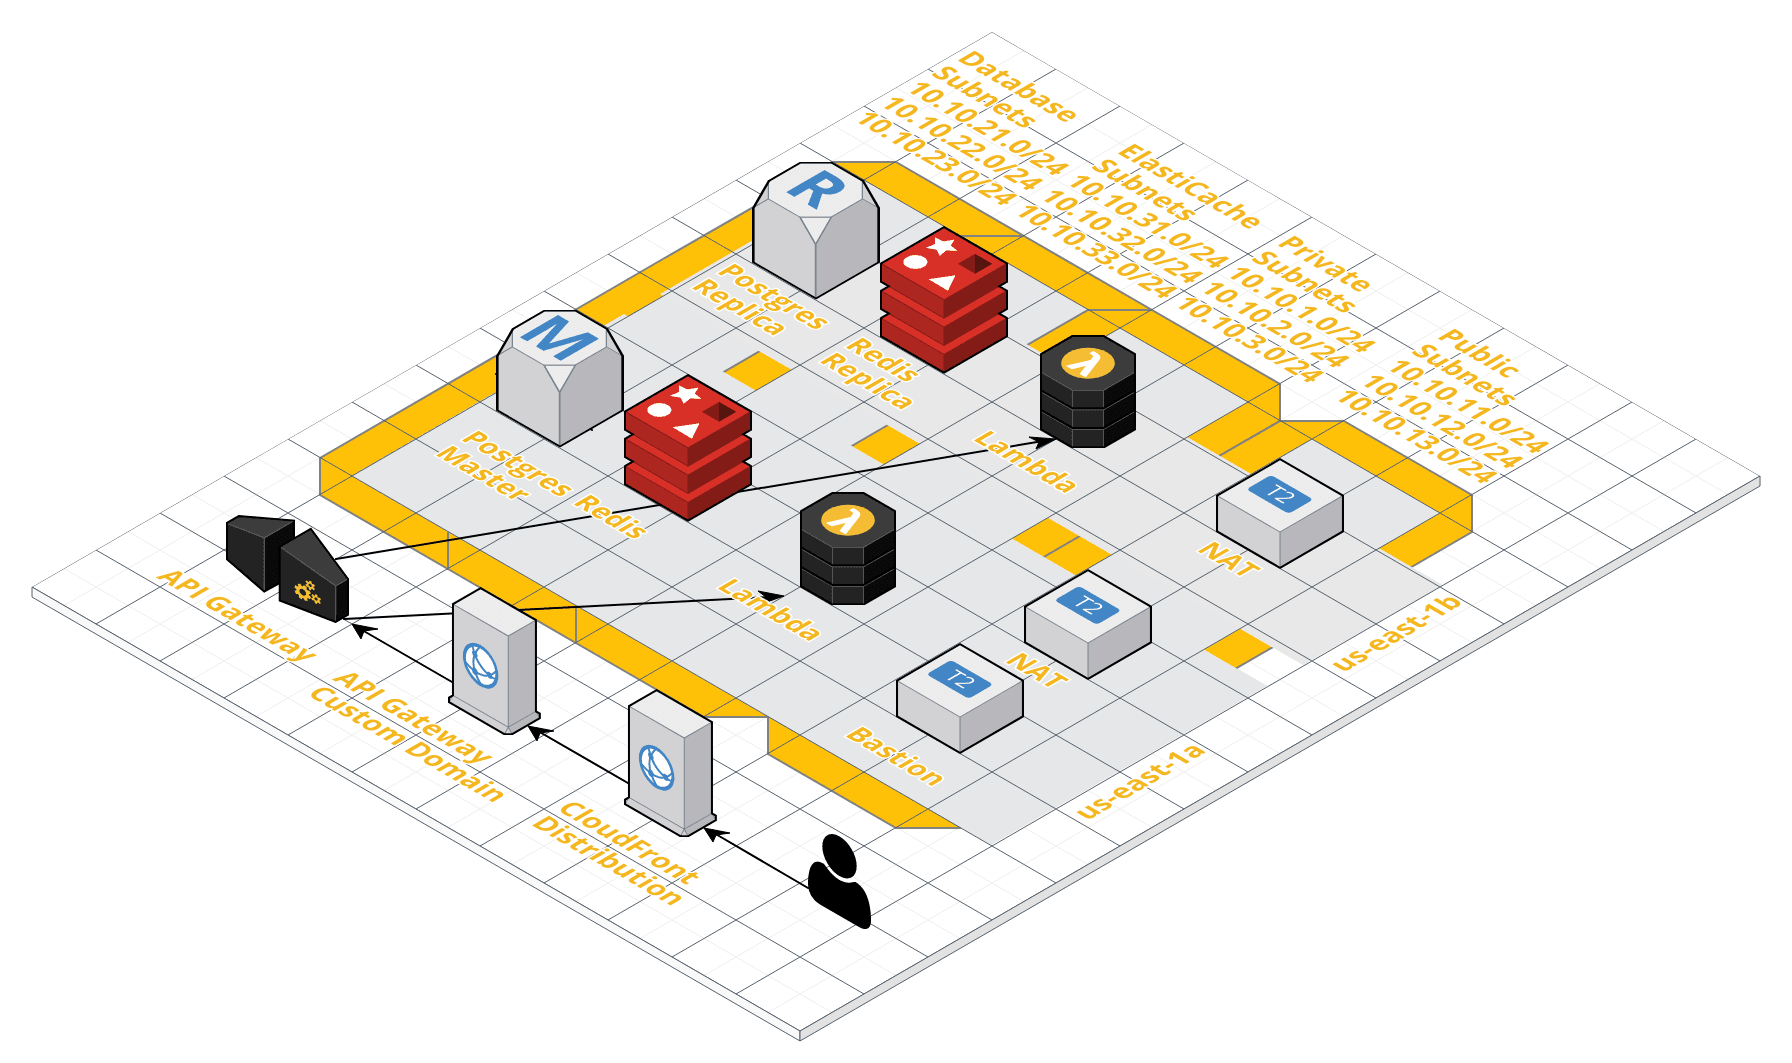 Database
Subnets
10.10.21.0/24
10.10.22.0/24
10.10.23.0/24
ElastiCache
Subnets
10.10.31.0/24
10.10.32.0/24
10.10.33.0/24
Private
Subnets
10.10.1.0/24
10.10.2.0/24
10.10.3.0/24
Public
Subnets
10.10.11.0/24
10.10.12.0/24
10.10.13.0/24
R
Postgres
Replica
Redis
Replica
λ
Lambda
T2
NAT
us-east-1b
M
Postgres
Master
Redis
λ
Lambda
T2
NAT
T2
Bastion
us-east-1a
API Gateway
API Gateway
Custom Domain
CloudFront
Distribution